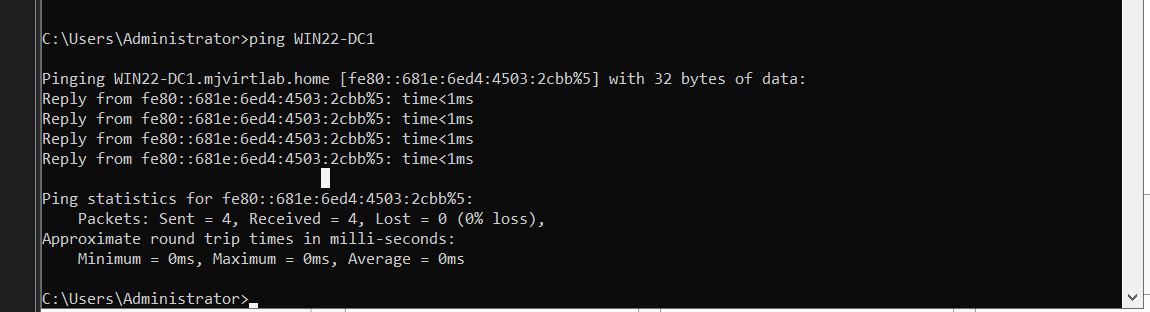 C:\Users\Administrator>ping WIN22-DC1
Pinging WIN22-DC1.mjvirtlab.home [fe80::681e:6ed4:4503:2cbb%5] with 32 bytes of data:
Reply from fe80::681e:6ed4:4503:2cbb%5: time<1ms
Reply from fe80::681e:6ed4:4503:2cbb%5: time<1ms
Reply from fe80::681e:6ed4:4503:2cbb%5: time<1ms
Reply from fe80::681e:6ed4:4503:2cbb%5: time<1ms
Ping statistics for fe80::681e:6ed4:4503:2cbb%5:
    Packets: Sent = 4, Received = 4, Lost = 0 (0% loss),
Approximate round trip times in milli-seconds:
    Minimum = 0ms, Maximum = 0ms, Average = 0ms
C:\Users\Administrator>